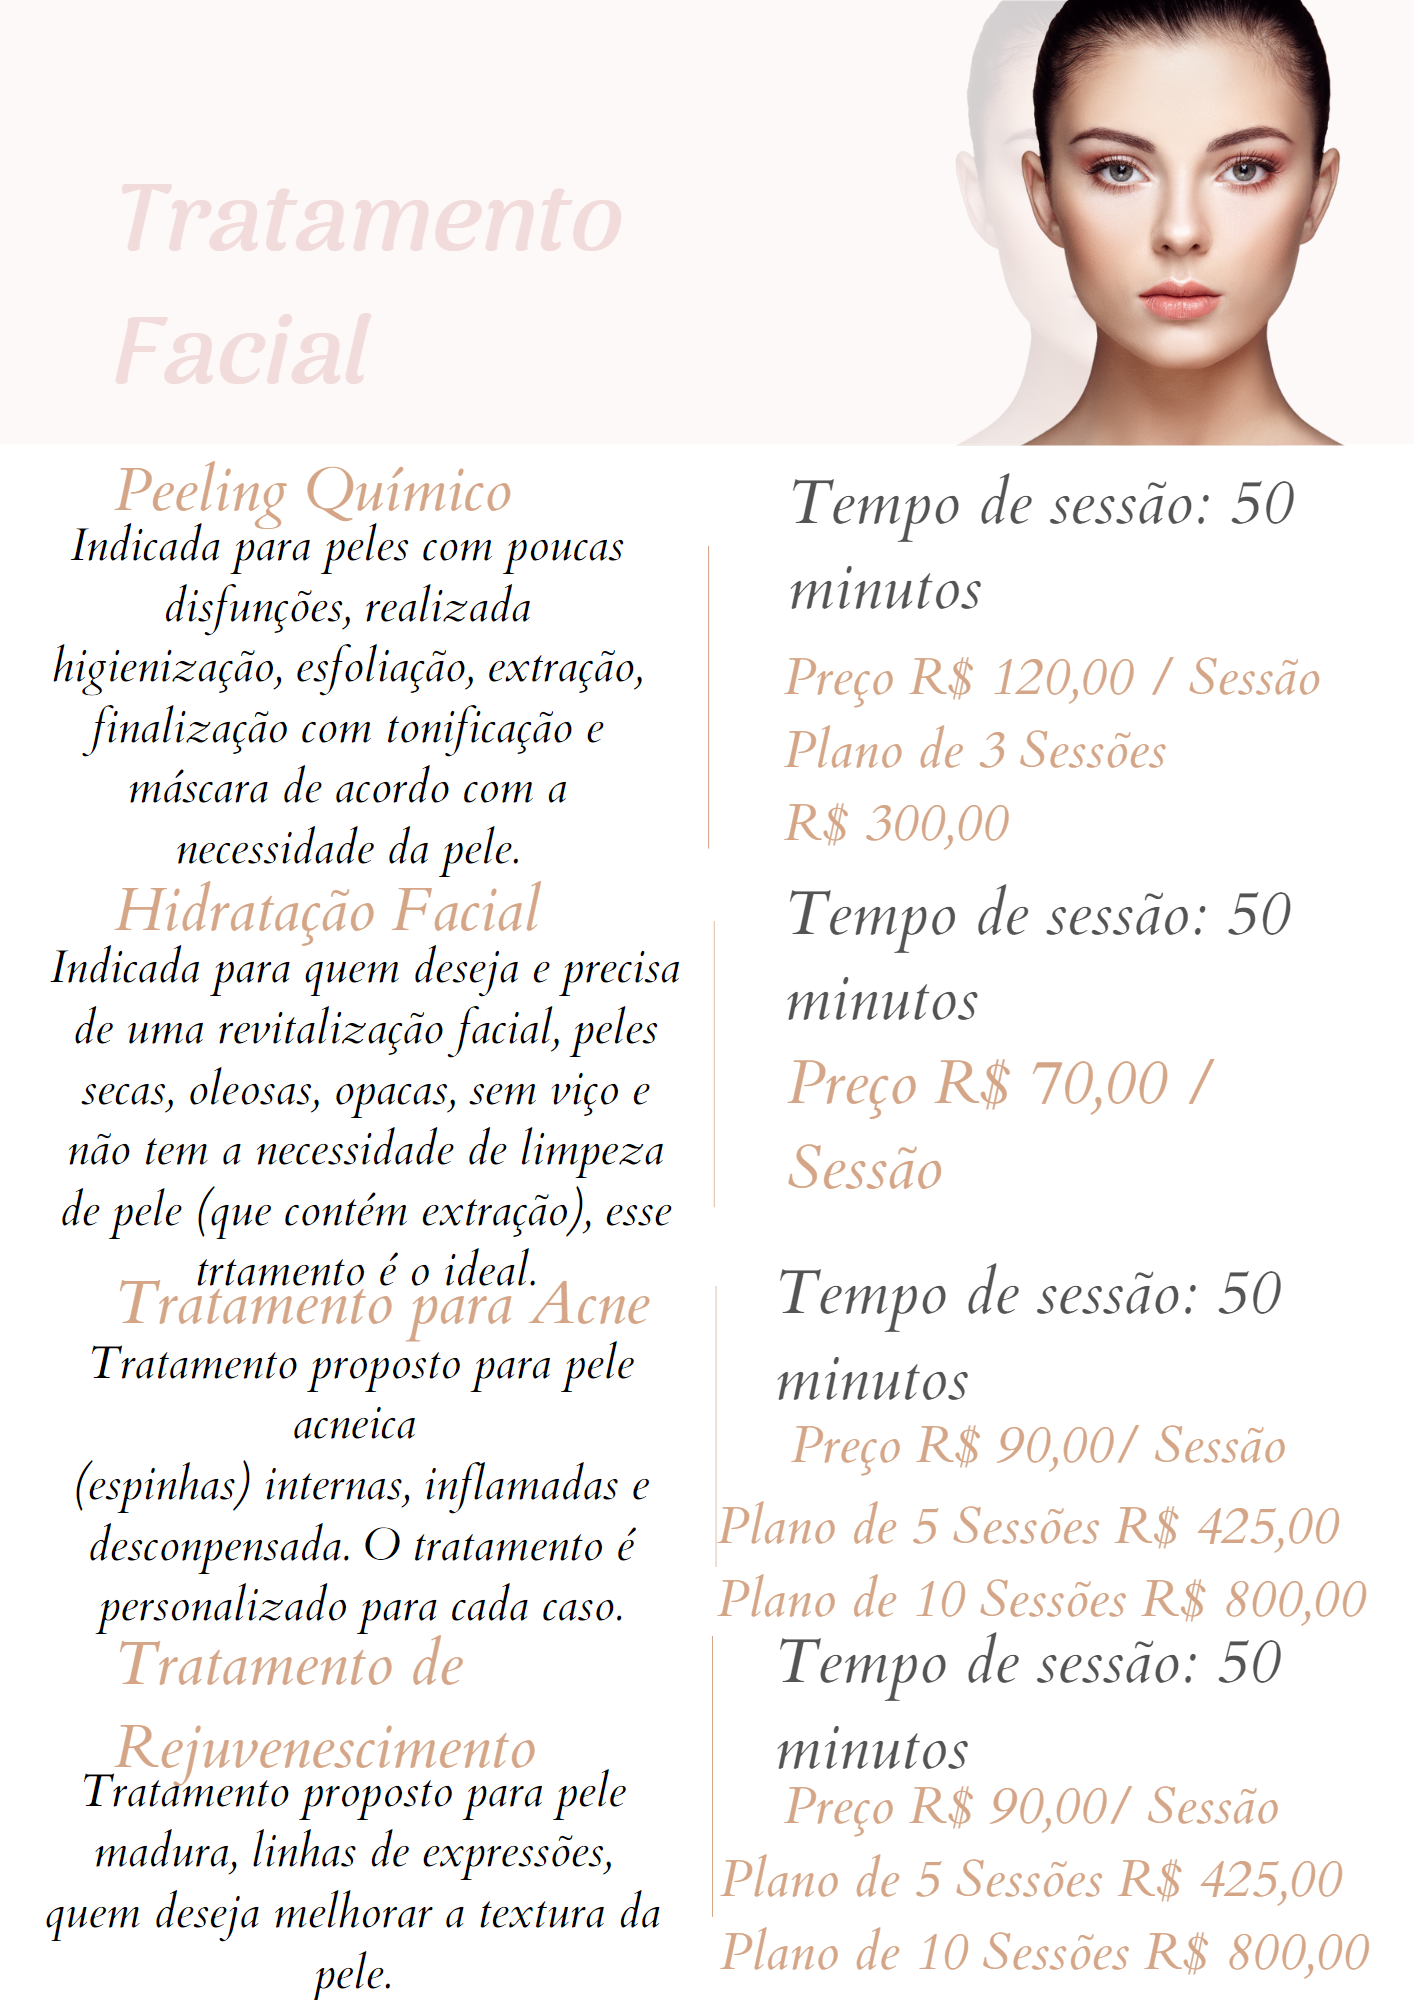 Tratamento
Facial
Peeling Químico
Indicada para peles com poucas
disfunções, realizada
higienização, esfoliação, extração,
finalização com tonificação e
máscara de acordo com a
necessidade da pele.
Tempo de sessão: 50
minutos
Preço R$ 120,00 / Sessão
Plano de 3 Sessões
R$ 300,00
Hidratação Facial
Indicada para quem deseja e precisa
de uma revitalização facial, peles
secas, oleosas, opacas, sem viço e
não tem a necessidade de limpeza
de pele (que contém extração), esse
trtamento é o ideal.
Tempo de sessão: 50
minutos
Preço R$ 70,00 /
Sessão
Tratamento para Acne
Tratamento proposto para pele
acneica
(espinhas) internas, inflamadas e
desconpensada. O tratamento é
personalizado para cada caso.
Tempo de sessão: 50
minutos
Preço R$ 90,00/ Sessão
Plano de 5 Sessões R$ 425,00
Plano de 10 Sessões R$ 800,00
Tratamento de
Rejuvenescimento
Tratamento proposto para pele
madura, linhas de expressões,
quem deseja melhorar a textura da
pele.
Tempo de sessão: 50
minutos
Preço R$ 90,00/ Sessão
Plano de 5 Sessões R$ 425,00
Plano de 10 Sessões R$ 800,00